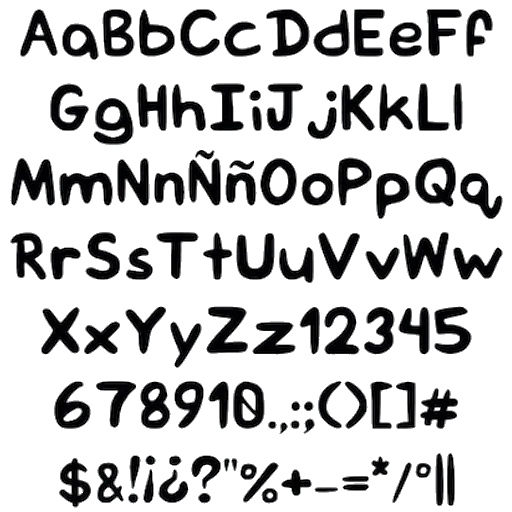 AaBbCcDdEeFf
GgHhIiJjKkLl
MmNnÑñOoPpQq
RrSsTtUuVvWw
XxYyZz12345
678910.,:;()[]#
$&!¡¿?"%+-=*/°||